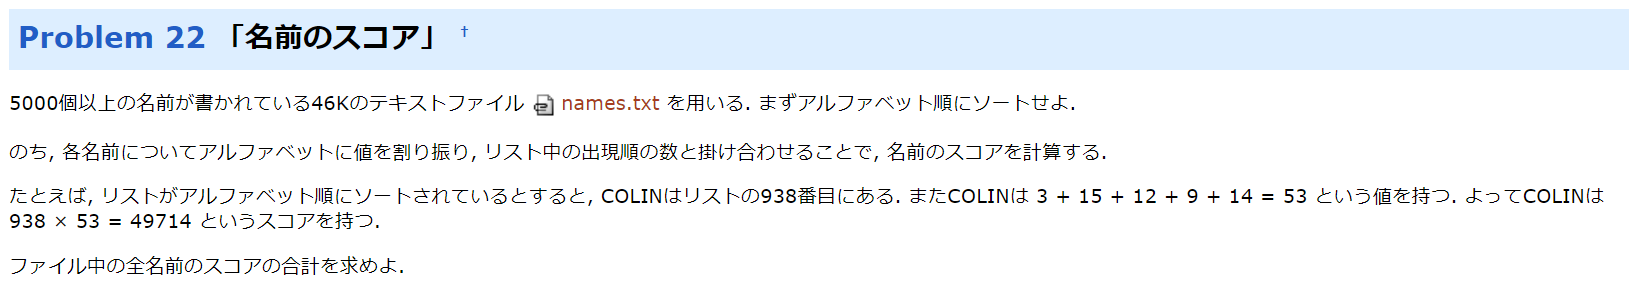 Problem 22 「名前のスコア」 †
5000個以上の名前が書かれている46Kのテキストファイル names.txt を用いる. まずアルファベット順にソートせよ.
のち, 各名前についてアルファベットに値を割り振り, リスト中の出現順の数と掛け合わせることで, 名前のスコアを計算する.
たとえば, リストがアルファベット順にソートされているとすると, COLINはリストの938番目にある. またCOLINは 3 + 15 + 12 + 9 + 14 = 53 という値を持つ. よってCOLINは
938 × 53 = 49714 というスコアを持つ.
ファイル中の全名前のスコアの合計を求めよ.